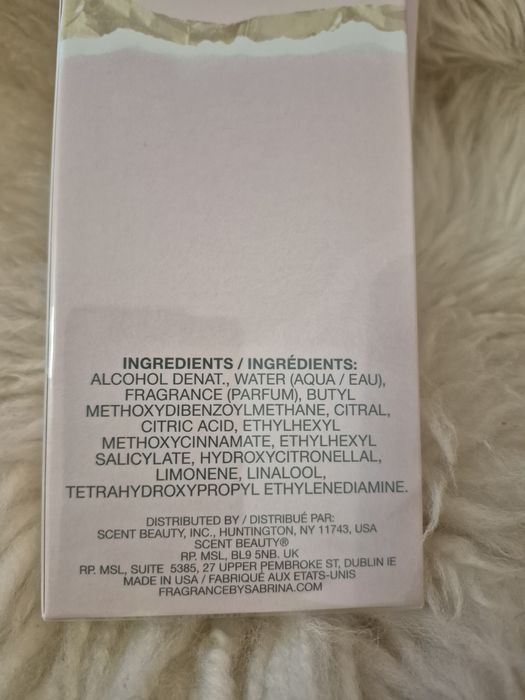 INGREDIENTS / INGRÉDIENTS:
ALCOHOL DENAT., WATER (AQUA / EAU),
FRAGRANCE (PARFUM), BUTYL
METHOXYDIBENZOYLMETHANE, CITRAL,
CITRIC ACID, ETHYLHEXYL
METHOXYCINNAMATE, ETHYLHEXYL
SALICYLATE, HYDROXYCITRONELLAL,
LIMONENE, LINALOOL,
TETRAHYDROXYPROPYL ETHYLENEDIAMINE.
DISTRIBUTED BY / DISTRIBUÉ PAR:
SCENT BEAUTY, INC., HUNTINGTON, NY 11743, USA
SCENT BEAUTY®
RP. MSL, BL9 5NB. UK
RP. MSL, SUITE 5385, 27 UPPER PEMBROKE ST, DUBLIN IE
MADE IN USA / FABRIQUÉ AUX ETATS-UNIS
FRAGRANCEBYSABRINA.COM